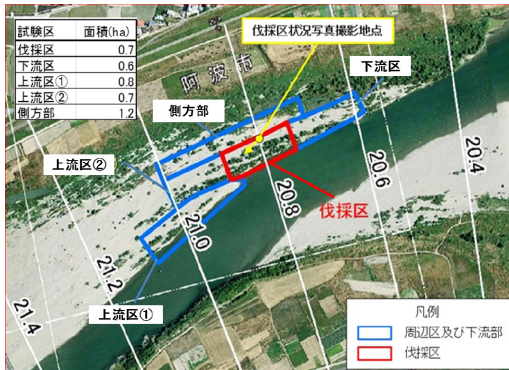 試験区 面積(ha)
伐採区 0.7
下流区 0.6
上流区① 0.8
上流区② 0.7
側方部 1.2
伐採区状況写真撮影地点
阿波市
下流区
側方部
上流区②
20.4
20.6
20.8
伐採区
21.0
21.2
21.4
上流区①
凡例
周辺区及び下流部
伐採区